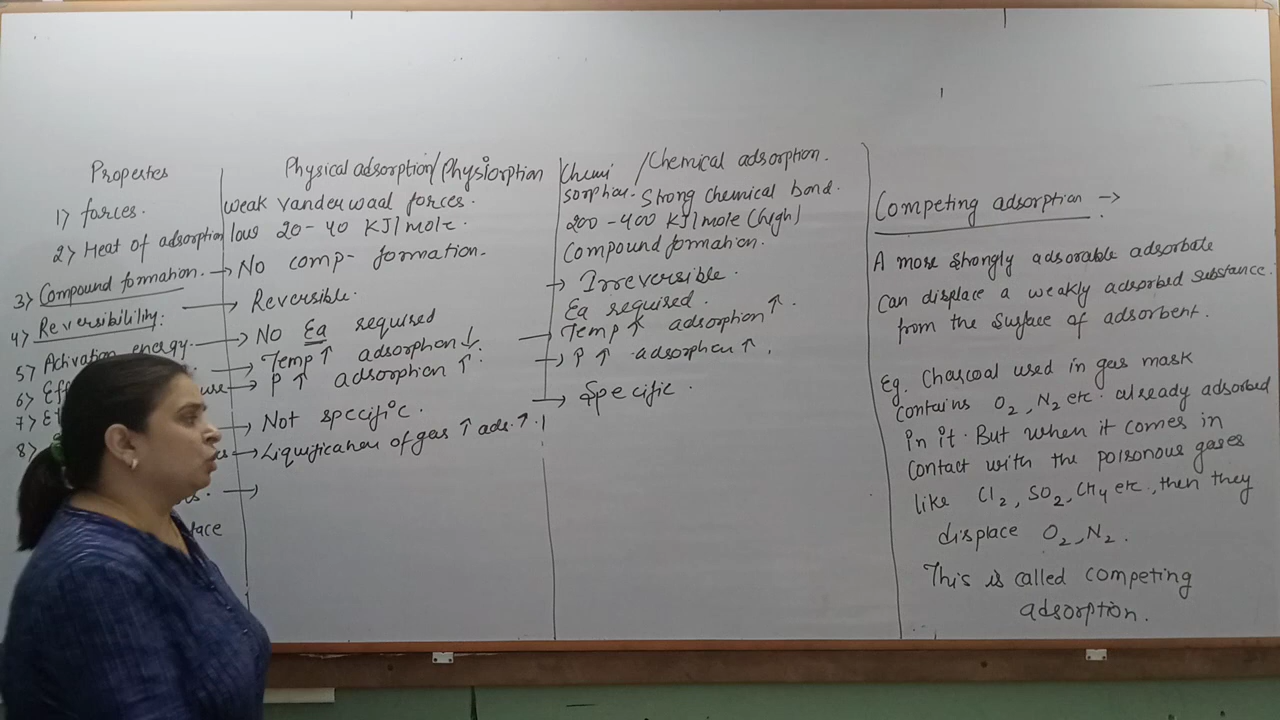 Properties
1) forces.
2) Heat of adsorption
3) Compound formation. →
4) Reversibility:
5) Activation energy.
6) Eff
ure
7) E
8)
Physical adsorption/Physiorption
weak vanderwaal forces.
low 20-40 KJ/mole.
No comp- formation.
Reversible.
→ No Ea required
→ Temp ↑ adsorption ↓.
→ P ↑ adsorption ↑.
→ Not specific.
→ Liquification of gas ↑ ads. ↑.
→
face
Chemi / Chemical adsorption.
sorption. Strong chemical bond.
200-400 KJ/mole (high)
Compound formation.
→ Irreversible.
Ea required.
Temp ↑ adsorption ↑.
→ P ↑ adsorption ↑.
→ Specific.
Competing adsorption :->
A more strongly adsorable adsorbate
can displace a weakly adsorbed substance.
from the surface of adsorbent.
Eg. Charcoal used in gas mask
contains O2, N2 etc. already adsorbed
in it. But when it comes in
contact with the poisonous gases
like Cl2, SO2, CH4 etc., then they
displace O2, N2.
This is called competing
adsorption.